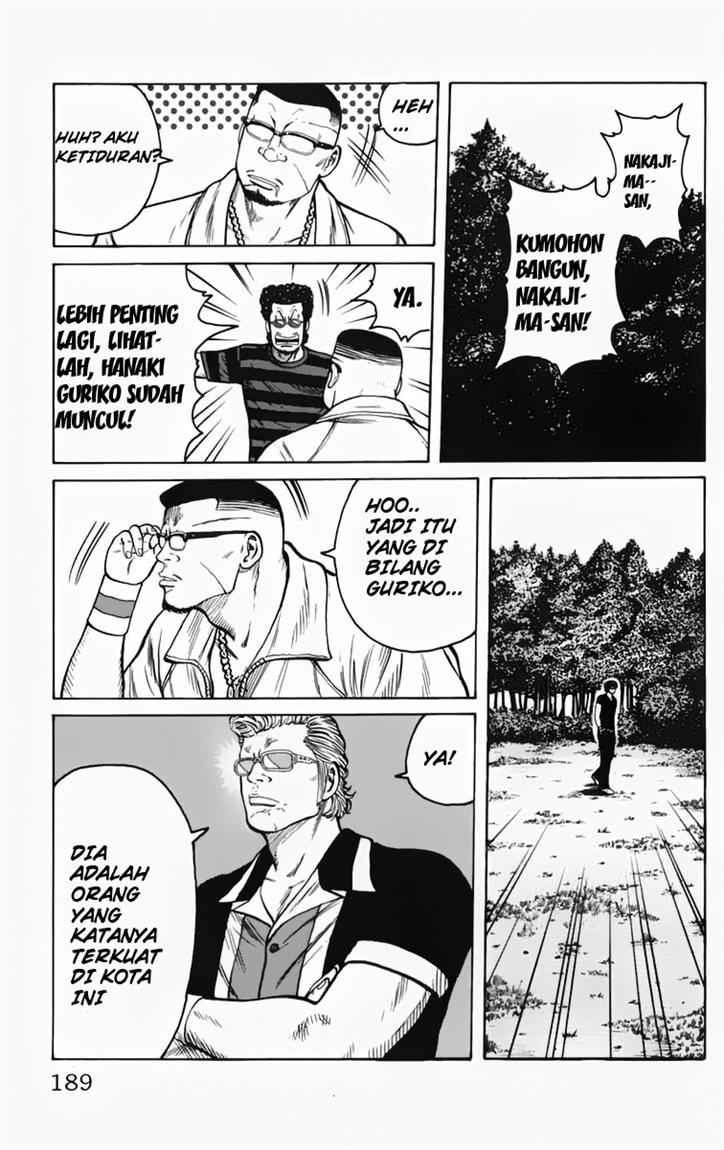 NAKAJI-
MA--
SAN,
KUMOHON
BANGUN,
NAKAJI-
MA-SAN!
HEH
...
HUH? AKU
KETIDURAN?
YA.
LEBIH PENTING
LAGI, LIHAT-
LAH, HANAKI
GURIKO SUDAH
MUNCUL!
HOO..
JADI ITU
YANG DI
BILANG
GURIKO...
YA!
DIA
ADALAH
ORANG
YANG
KATANYA
TERKUAT
DI KOTA
INI
189